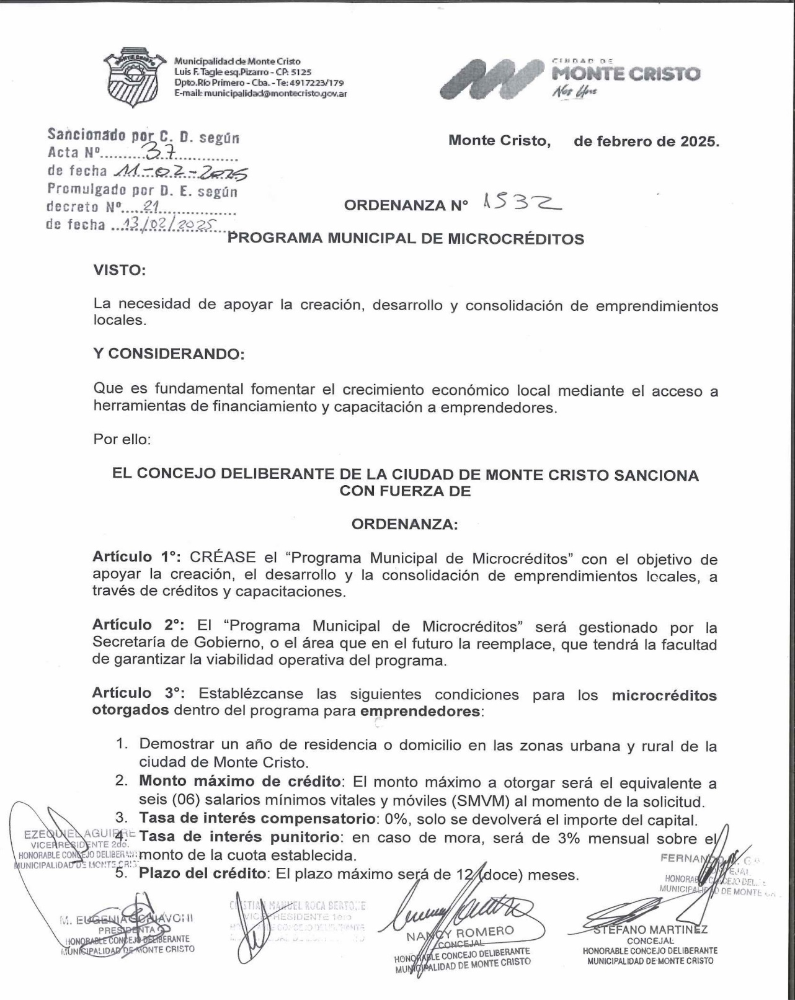 MONTE CRISTO
Municipalidad de Monte Cristo
Luis F. Tagle esq.Pizarro - CP: 5125
Dpto.Río Primero - Cba. - Te: 4917223/179
E-mail: municipalidad@montecristo.gov.ar
CIUDAD DE
MONTE CRISTO
Nos Une
Sancionado por C. D. según
Acta Nº..........37...............
de fecha 11-02-2025
Promulgado por D. E. según
decreto Nº.....21..................
de fecha ...13/02/2025.....
Monte Cristo, de febrero de 2025.
ORDENANZA N° 1532
PROGRAMA MUNICIPAL DE MICROCRÉDITOS
VISTO:
La necesidad de apoyar la creación, desarrollo y consolidación de emprendimientos
locales.
Y CONSIDERANDO:
Que es fundamental fomentar el crecimiento económico local mediante el acceso a
herramientas de financiamiento y capacitación a emprendedores.
Por ello:
EL CONCEJO DELIBERANTE DE LA CIUDAD DE MONTE CRISTO SANCIONA
CON FUERZA DE
ORDENANZA:
Artículo 1°: CRÉASE el “Programa Municipal de Microcréditos” con el objetivo de
apoyar la creación, el desarrollo y la consolidación de emprendimientos locales, a
través de créditos y capacitaciones.
Artículo 2°: El “Programa Municipal de Microcréditos” será gestionado por la
Secretaría de Gobierno, o el área que en el futuro la reemplace, que tendrá la facultad
de garantizar la viabilidad operativa del programa.
Artículo 3°: Establézcanse las siguientes condiciones para los microcréditos
otorgados dentro del programa para emprendedores:
1. Demostrar un año de residencia o domicilio en las zonas urbana y rural de la
ciudad de Monte Cristo.
2. Monto máximo de crédito: El monto máximo a otorgar será el equivalente a
seis (06) salarios mínimos vitales y móviles (SMVM) al momento de la solicitud.
3. Tasa de interés compensatorio: 0%, solo se devolverá el importe del capital.
4. Tasa de interés punitorio: en caso de mora, será de 3% mensual sobre el
monto de la cuota establecida.
5. Plazo del crédito: El plazo máximo será de 12 (doce) meses.
EZEQUIEL AGUIRRE
VICEPRESIDENTE 2do.
HONORABLE CONCEJO DELIBERAN
MUNICIPALIDAD DE MONTE CRI
FERNANDO
HONORABLE CONCEJO DEL
MUNICIPALIDAD DE MONTE
M. EUGENIA SCHIAVONI
PRESIDENTA
HONORABLE CONCEJO DELIBERANTE
MUNICIPALIDAD DE MONTE CRISTO
CRISTIAN MANUEL ROCA BERTONE
VICEPRESIDENTE 1ero
HONORABLE CONCEJO DELIBERANTE
MUNICIPALIDAD DE MONTE CRISTO
NANCY ROMERO
CONCEJAL
HONORABLE CONCEJO DELIBERANTE
MUNICIPALIDAD DE MONTE CRISTO
STEFANO MARTINEZ
CONCEJAL
HONORABLE CONCEJO DELIBERANTE
MUNICIPALIDAD DE MONTE CRISTO